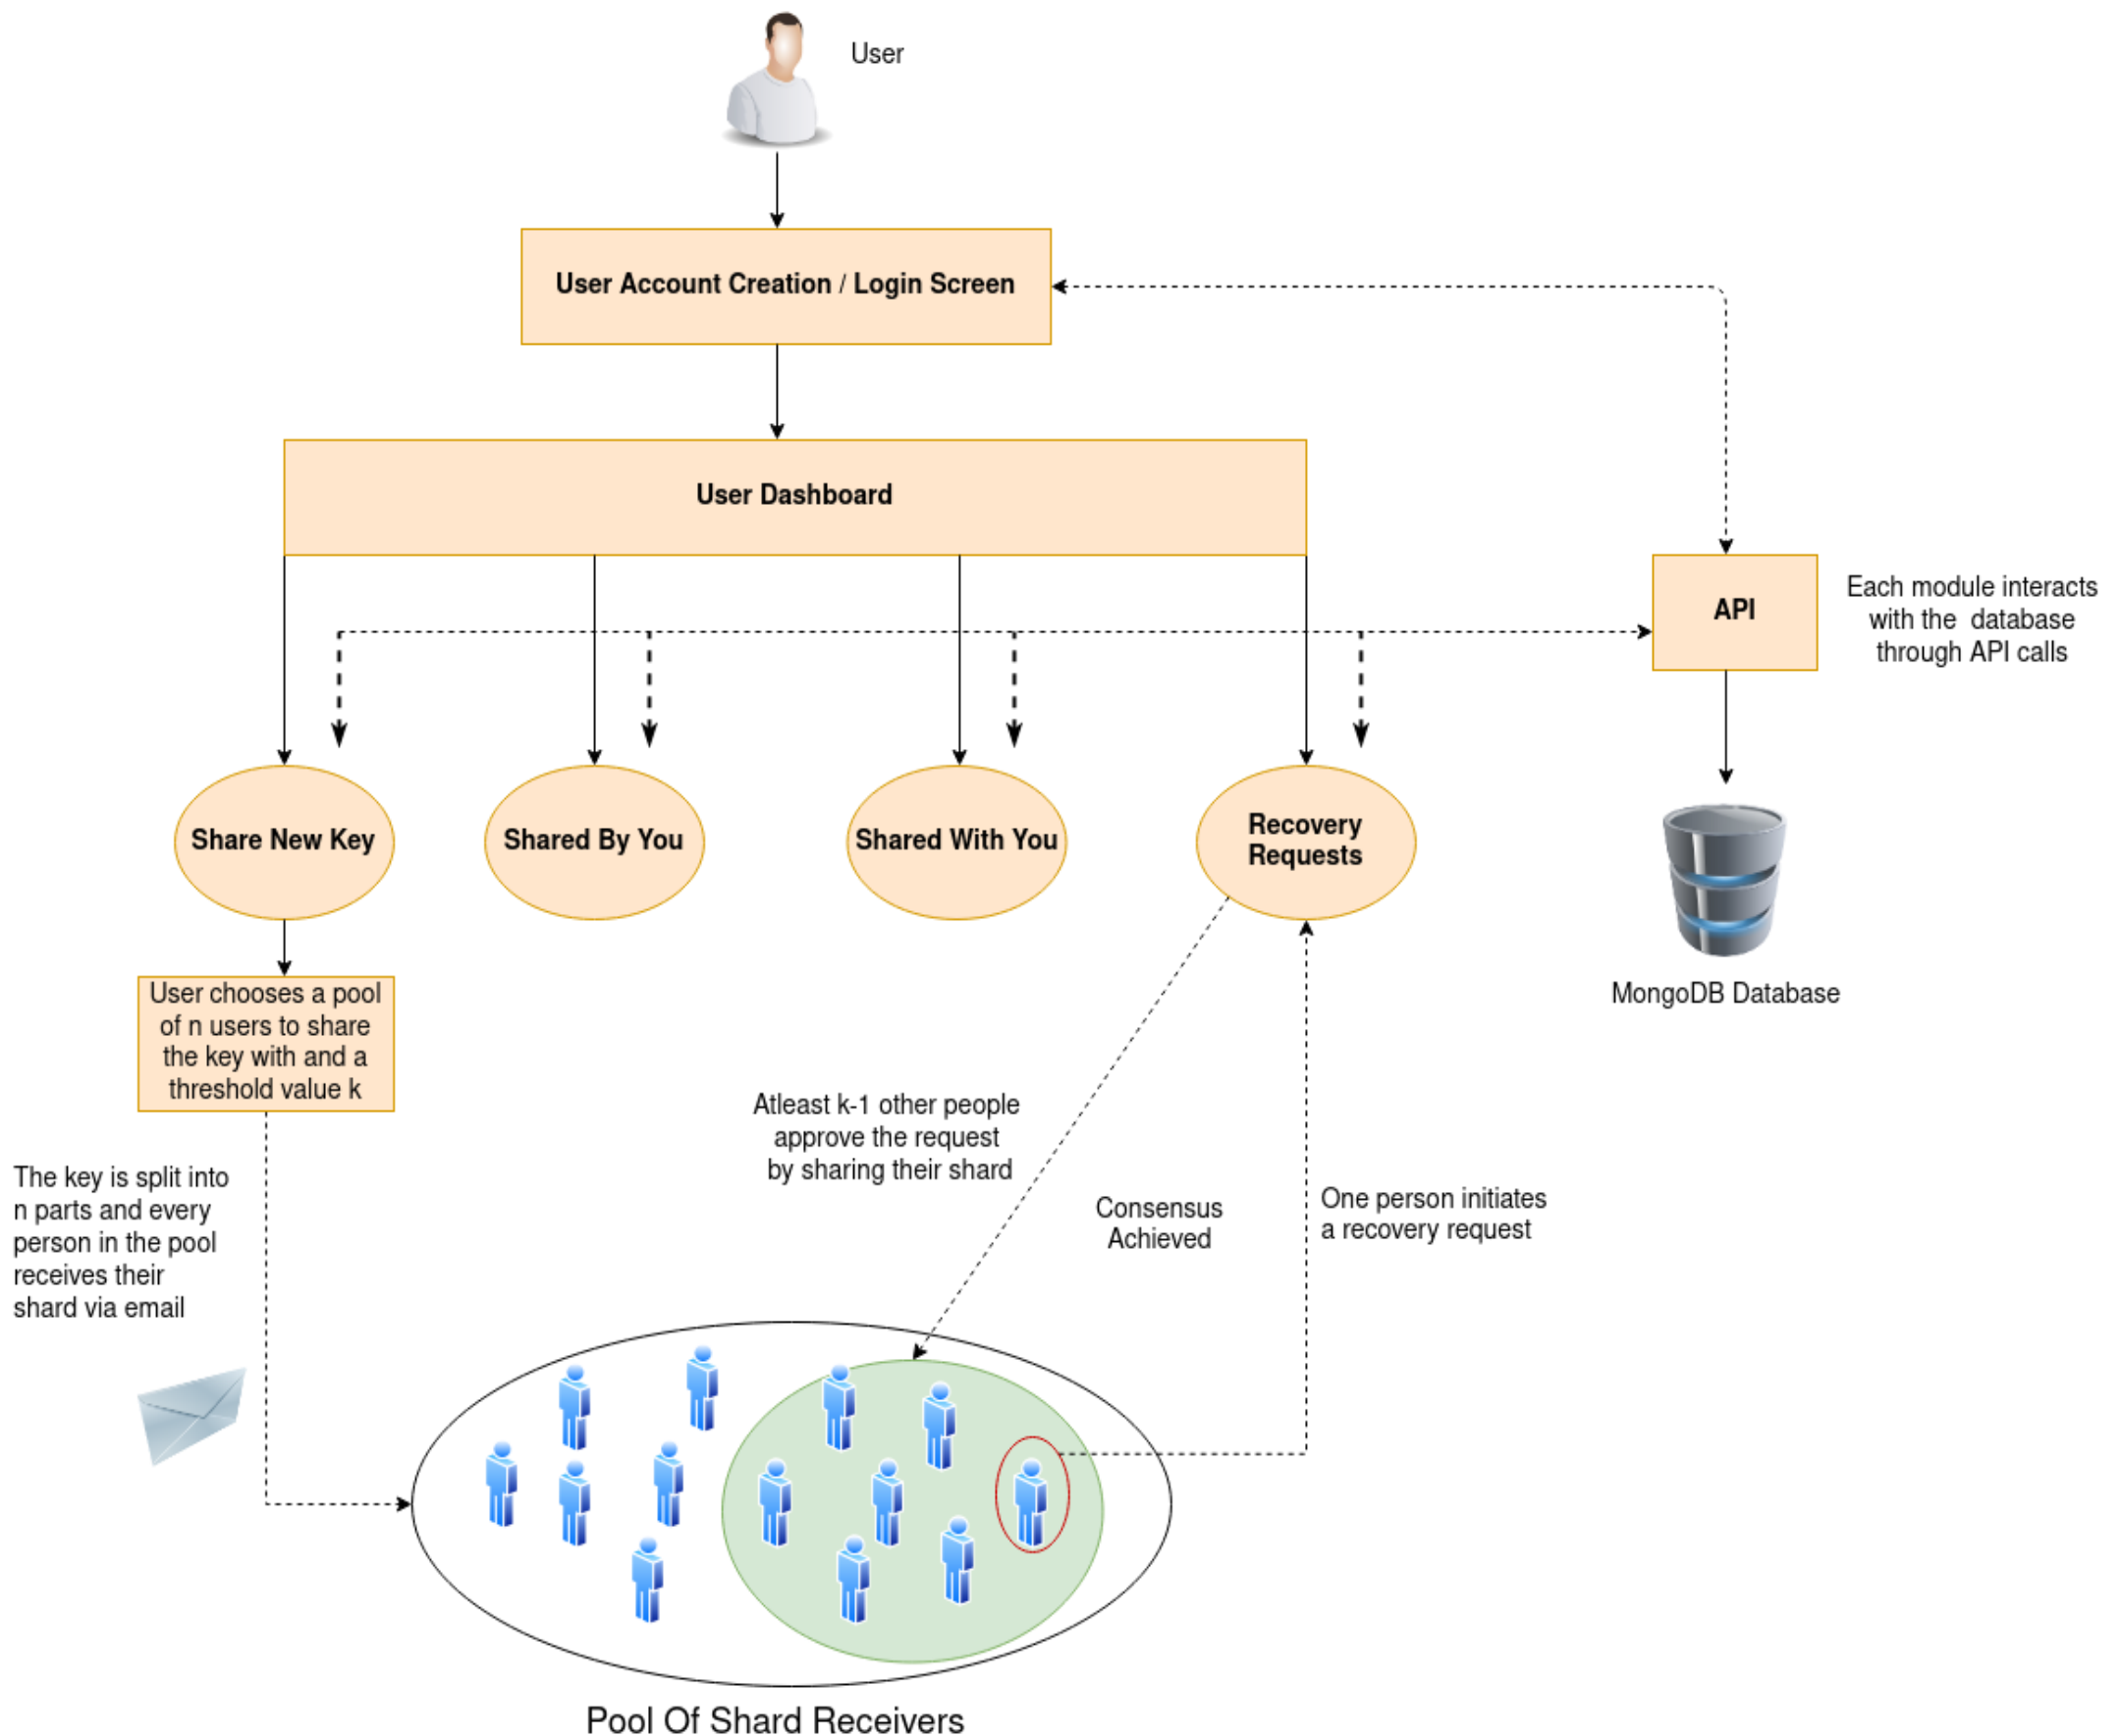 User
User Account Creation / Login Screen
User Dashboard
API
Each module interacts
with the database
through API calls
Share New Key
Shared By You
Shared With You
Recovery
Requests
MongoDB Database
User chooses a pool
of n users to share
the key with and a
threshold value k
Atleast k-1 other people
approve the request
by sharing their shard
The key is split into
n parts and every
person in the pool
receives their
shard via email
Consensus
Achieved
One person initiates
a recovery request
Pool Of Shard Receivers